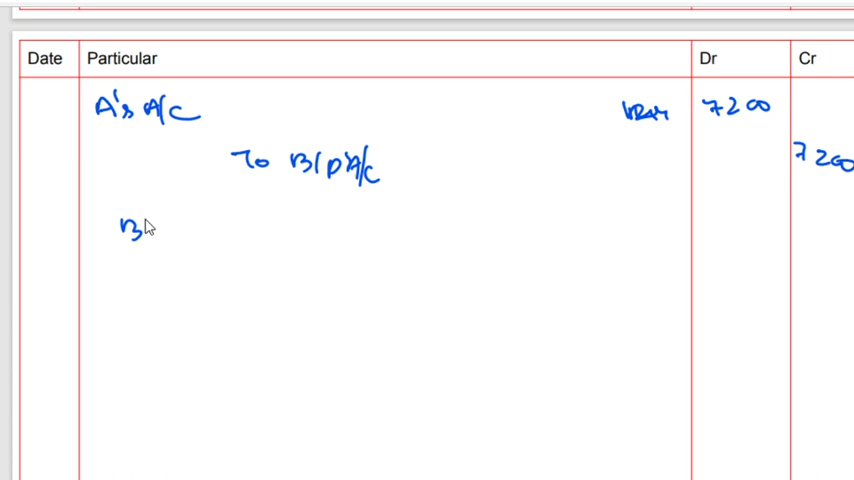 Date Particular Dr Cr
A's A/C 7200
To B/P A/C 7200
B